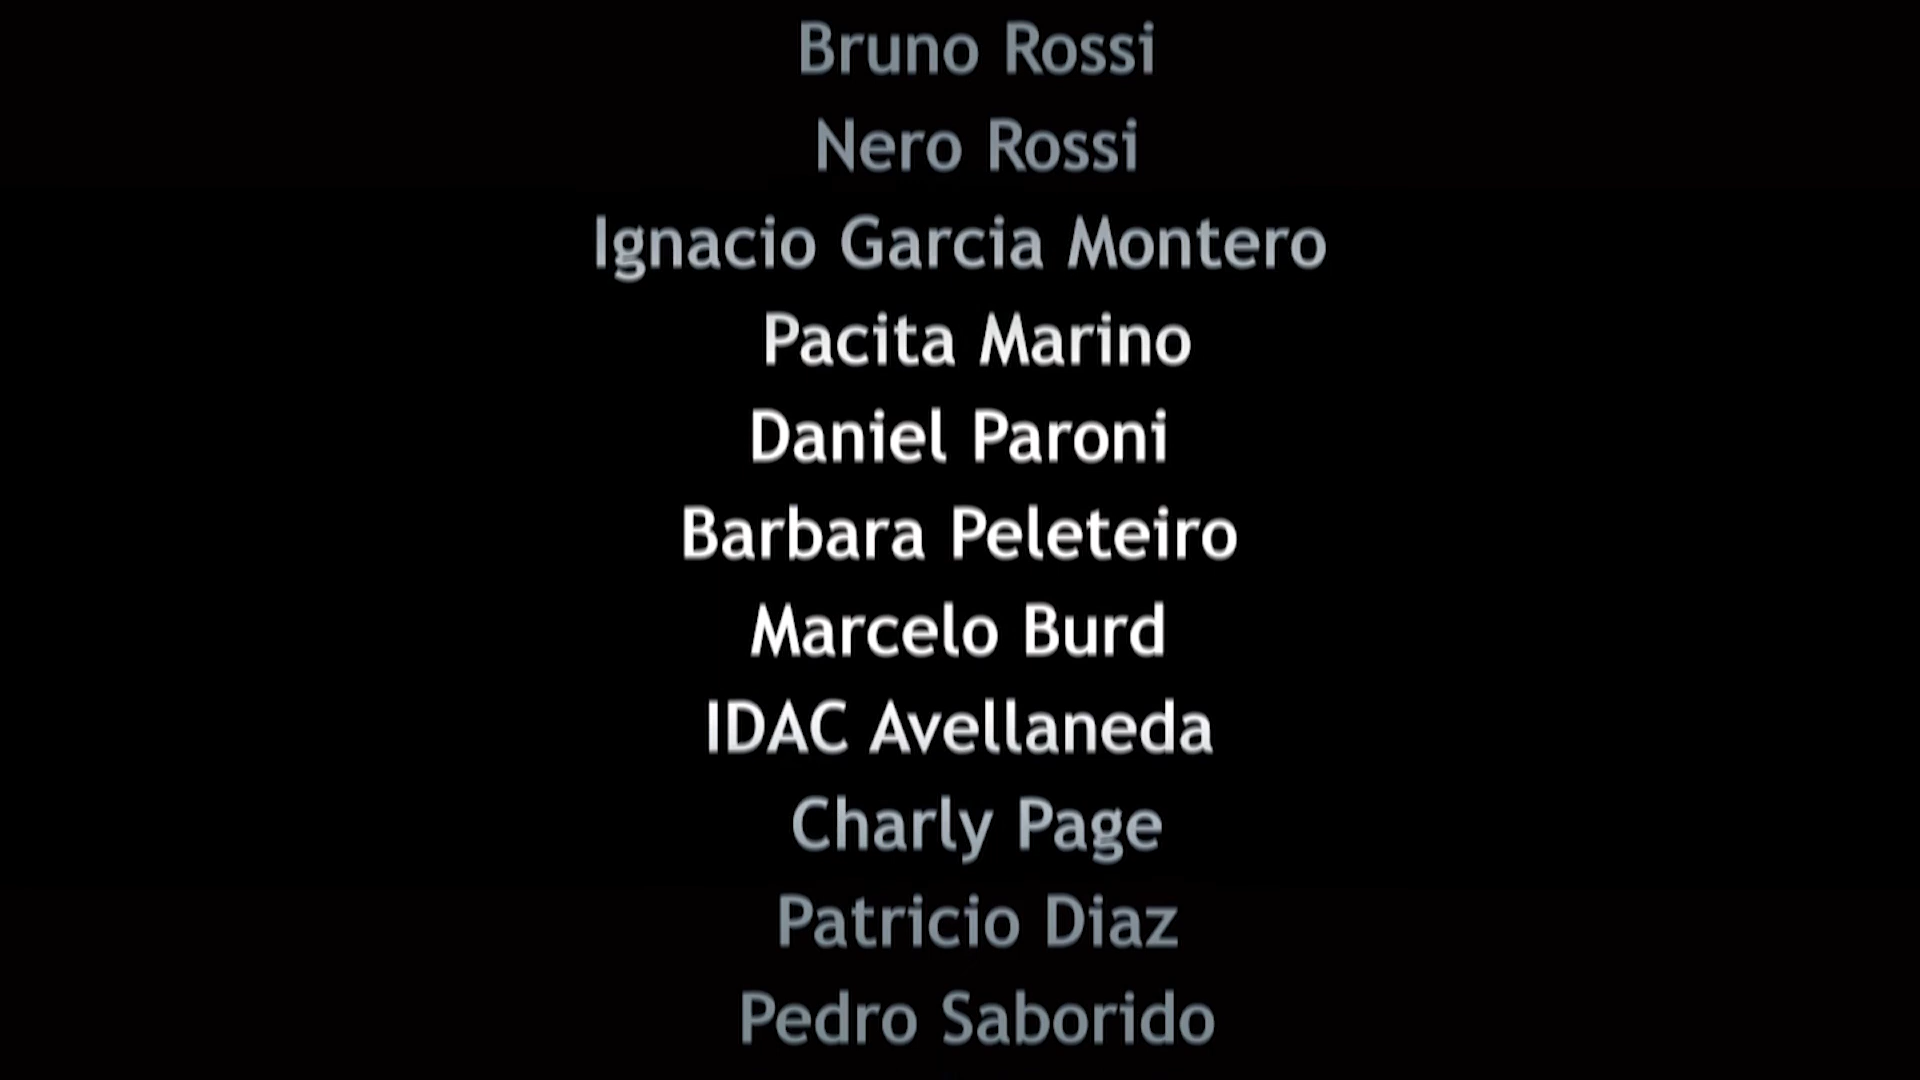 Bruno Rossi
Nero Rossi
Ignacio Garcia Montero
Pacita Marino
Daniel Paroni
Barbara Peleteiro
Marcelo Burd
IDAC Avellaneda
Charly Page
Patricio Diaz
Pedro Saborido